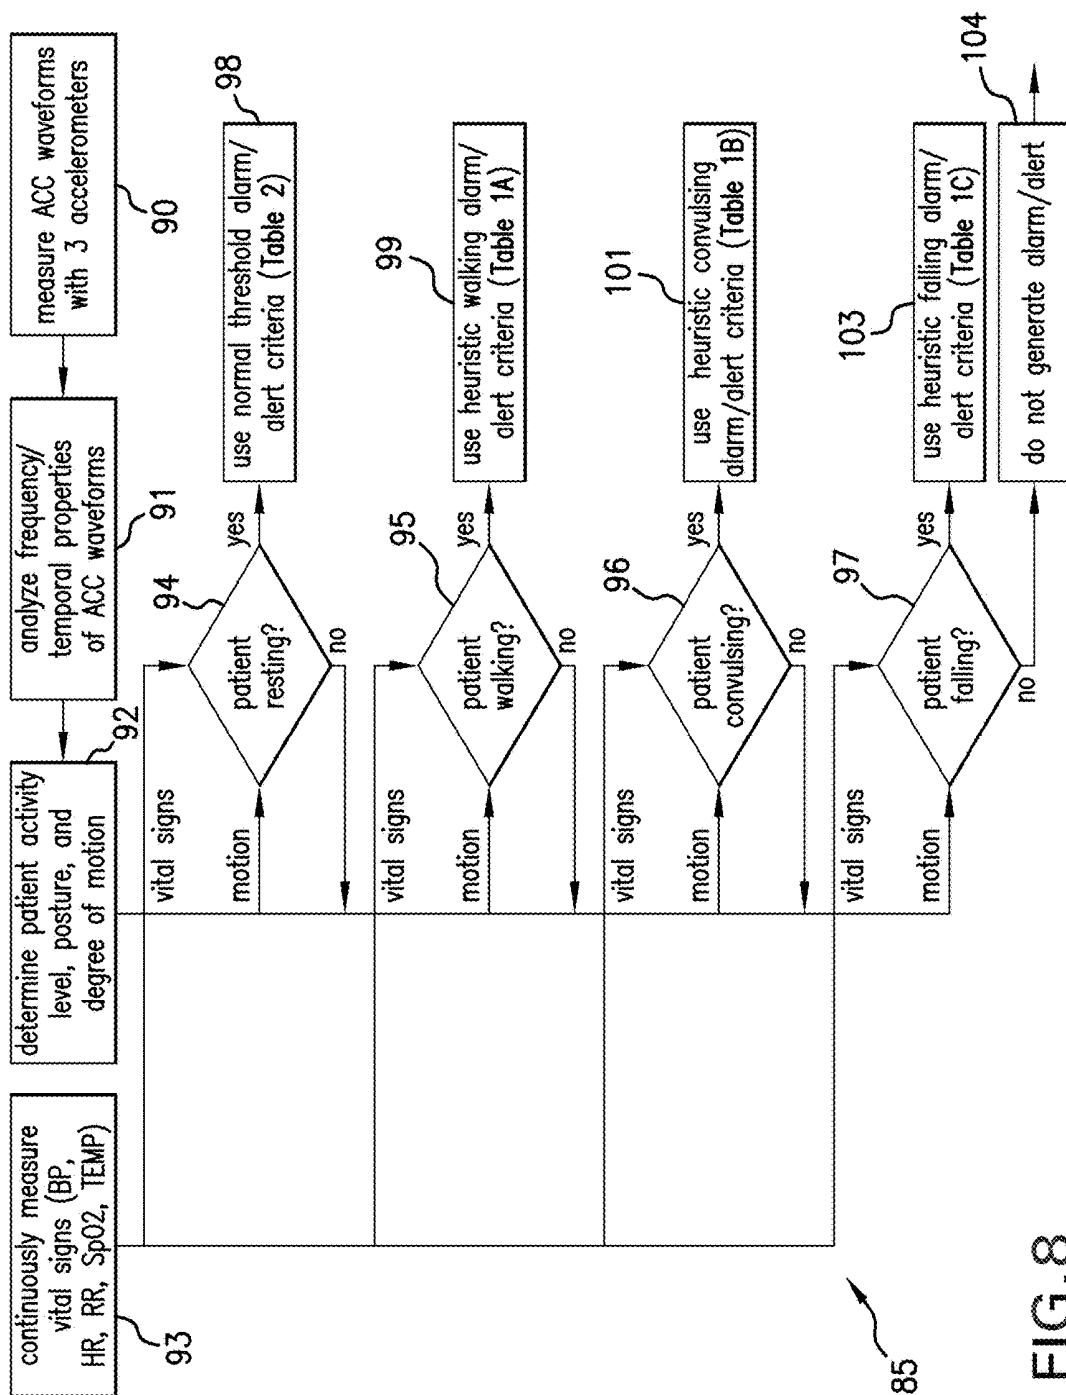 continuously measure
vital signs (BP,
HR, RR, SpO2, TEMP)
93
determine patient activity
level, posture, and
degree of motion
92
analyze frequency/
temporal properties
of ACC waveforms
91
measure ACC waveforms
with 3 accelerometers
90
vital signs
motion
patient
resting?
94
yes
no
use normal threshold alarm/
alert criteria (Table 2)
98
vital signs
motion
patient
walking?
95
yes
no
use heuristic walking alarm/
alert criteria (Table 1A)
99
vital signs
motion
patient
convulsing?
96
yes
no
use heuristic convulsing
alarm/alert criteria (Table 1B)
101
vital signs
motion
patient
falling?
97
yes
no
use heuristic falling alarm/
alert criteria (Table 1C)
103
do not generate alarm/alert
104
85
FIG.8